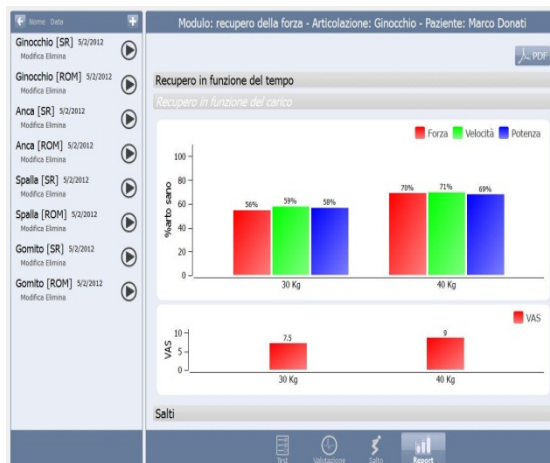 Nome Data
Ginocchio [SR] 5/2/2012
Modifica Elimina
Ginocchio [ROM] 5/2/2012
Modifica Elimina
Anca [SR] 5/2/2012
Modifica Elimina
Anca [ROM] 5/2/2012
Modifica Elimina
Spalla [SR] 5/2/2012
Modifica Elimina
Spalla [ROM] 5/2/2012
Modifica Elimina
Gomito [SR] 5/2/2012
Modifica Elimina
Gomito [ROM] 5/2/2012
Modifica Elimina
Modulo: recupero della forza - Articolazione: Ginocchio - Paziente: Marco Donati
PDF
Recupero in funzione del tempo
Recupero in funzione del carico
Forza Velocità Potenza
%arto sano
100
80
60
40
20
0
56% 59% 58%
70% 71% 69%
30 Kg 40 Kg
VAS
VAS
10
5
0
7.5 9
30 Kg 40 Kg
Salti
Test Valutazione Salto Report